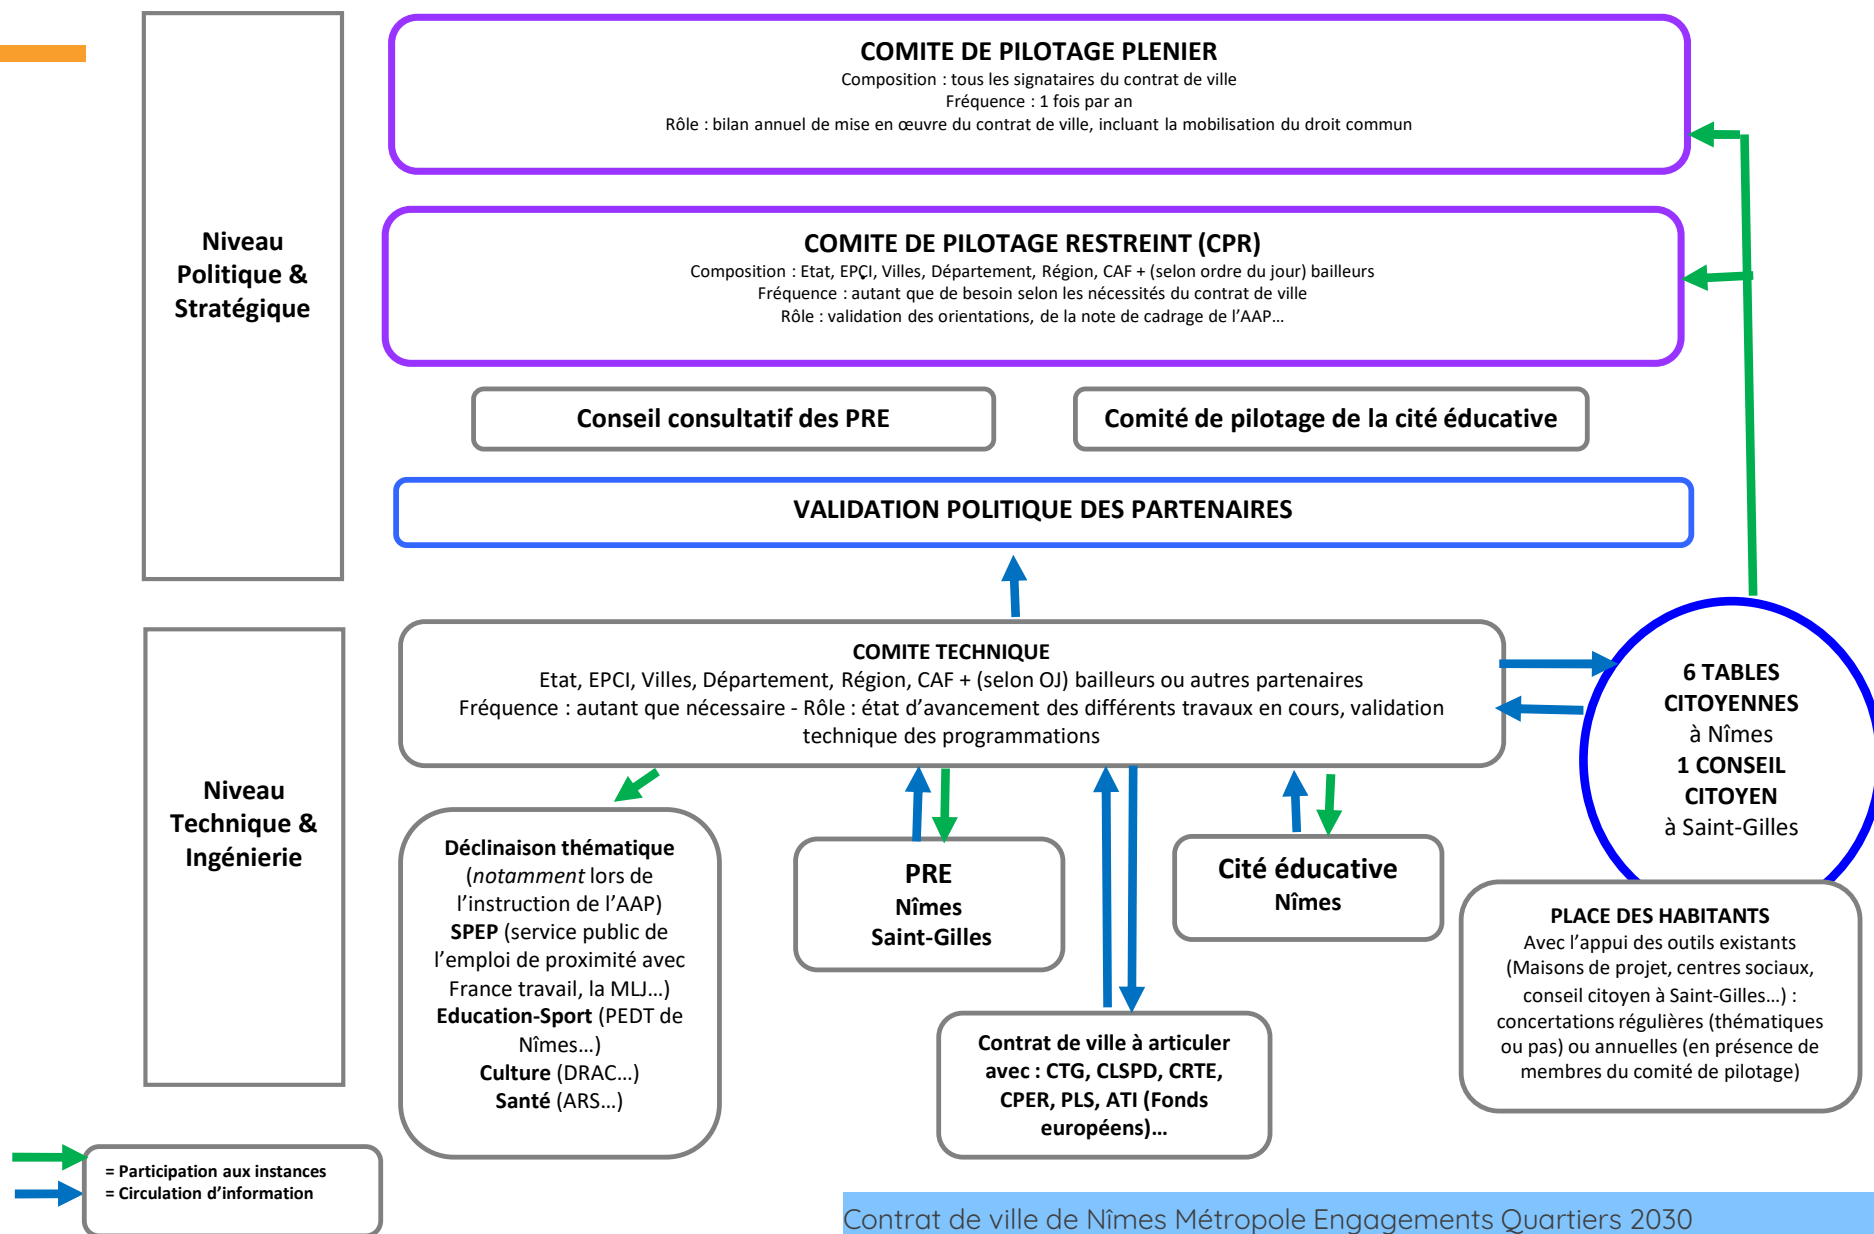 COMITE DE PILOTAGE PLENIER
Composition : tous les signataires du contrat de ville
Fréquence : 1 fois par an
Rôle : bilan annuel de mise en œuvre du contrat de ville, incluant la mobilisation du droit commun
Niveau
Politique &
Stratégique
COMITE DE PILOTAGE RESTREINT (CPR)
Composition : Etat, EPCI, Villes, Département, Région, CAF + (selon ordre du jour) bailleurs
Fréquence : autant que de besoin selon les nécessités du contrat de ville
Rôle : validation des orientations, de la note de cadrage de l’AAP…
Conseil consultatif des PRE
Comité de pilotage de la cité éducative
VALIDATION POLITIQUE DES PARTENAIRES
Niveau
Technique &
Ingénierie
COMITE TECHNIQUE
Etat, EPCI, Villes, Département, Région, CAF + (selon OJ) bailleurs ou autres partenaires
Fréquence : autant que nécessaire - Rôle : état d’avancement des différents travaux en cours, validation
technique des programmations
6 TABLES
CITOYENNES
à Nîmes
1 CONSEIL
CITOYEN
à Saint-Gilles
Déclinaison thématique
(notamment lors de
l’instruction de l’AAP)
SPEP (service public de
l’emploi de proximité avec
France travail, la MLJ…)
Education-Sport (PEDT de
Nîmes…)
Culture (DRAC…)
Santé (ARS…)
PRE
Nîmes
Saint-Gilles
Cité éducative
Nîmes
Contrat de ville à articuler
avec : CTG, CLSPD, CRTE,
CPER, PLS, ATI (Fonds
européens)…
PLACE DES HABITANTS
Avec l’appui des outils existants
(Maisons de projet, centres sociaux,
conseil citoyen à Saint-Gilles…) :
concertations régulières (thématiques
ou pas) ou annuelles (en présence de
membres du comité de pilotage)
= Participation aux instances
= Circulation d’information
Contrat de ville de Nîmes Métropole Engagements Quartiers 2030